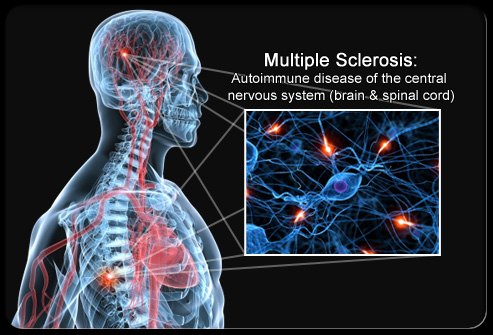 Multiple Sclerosis:
Autoimmune disease of the central
nervous system (brain & spinal cord)